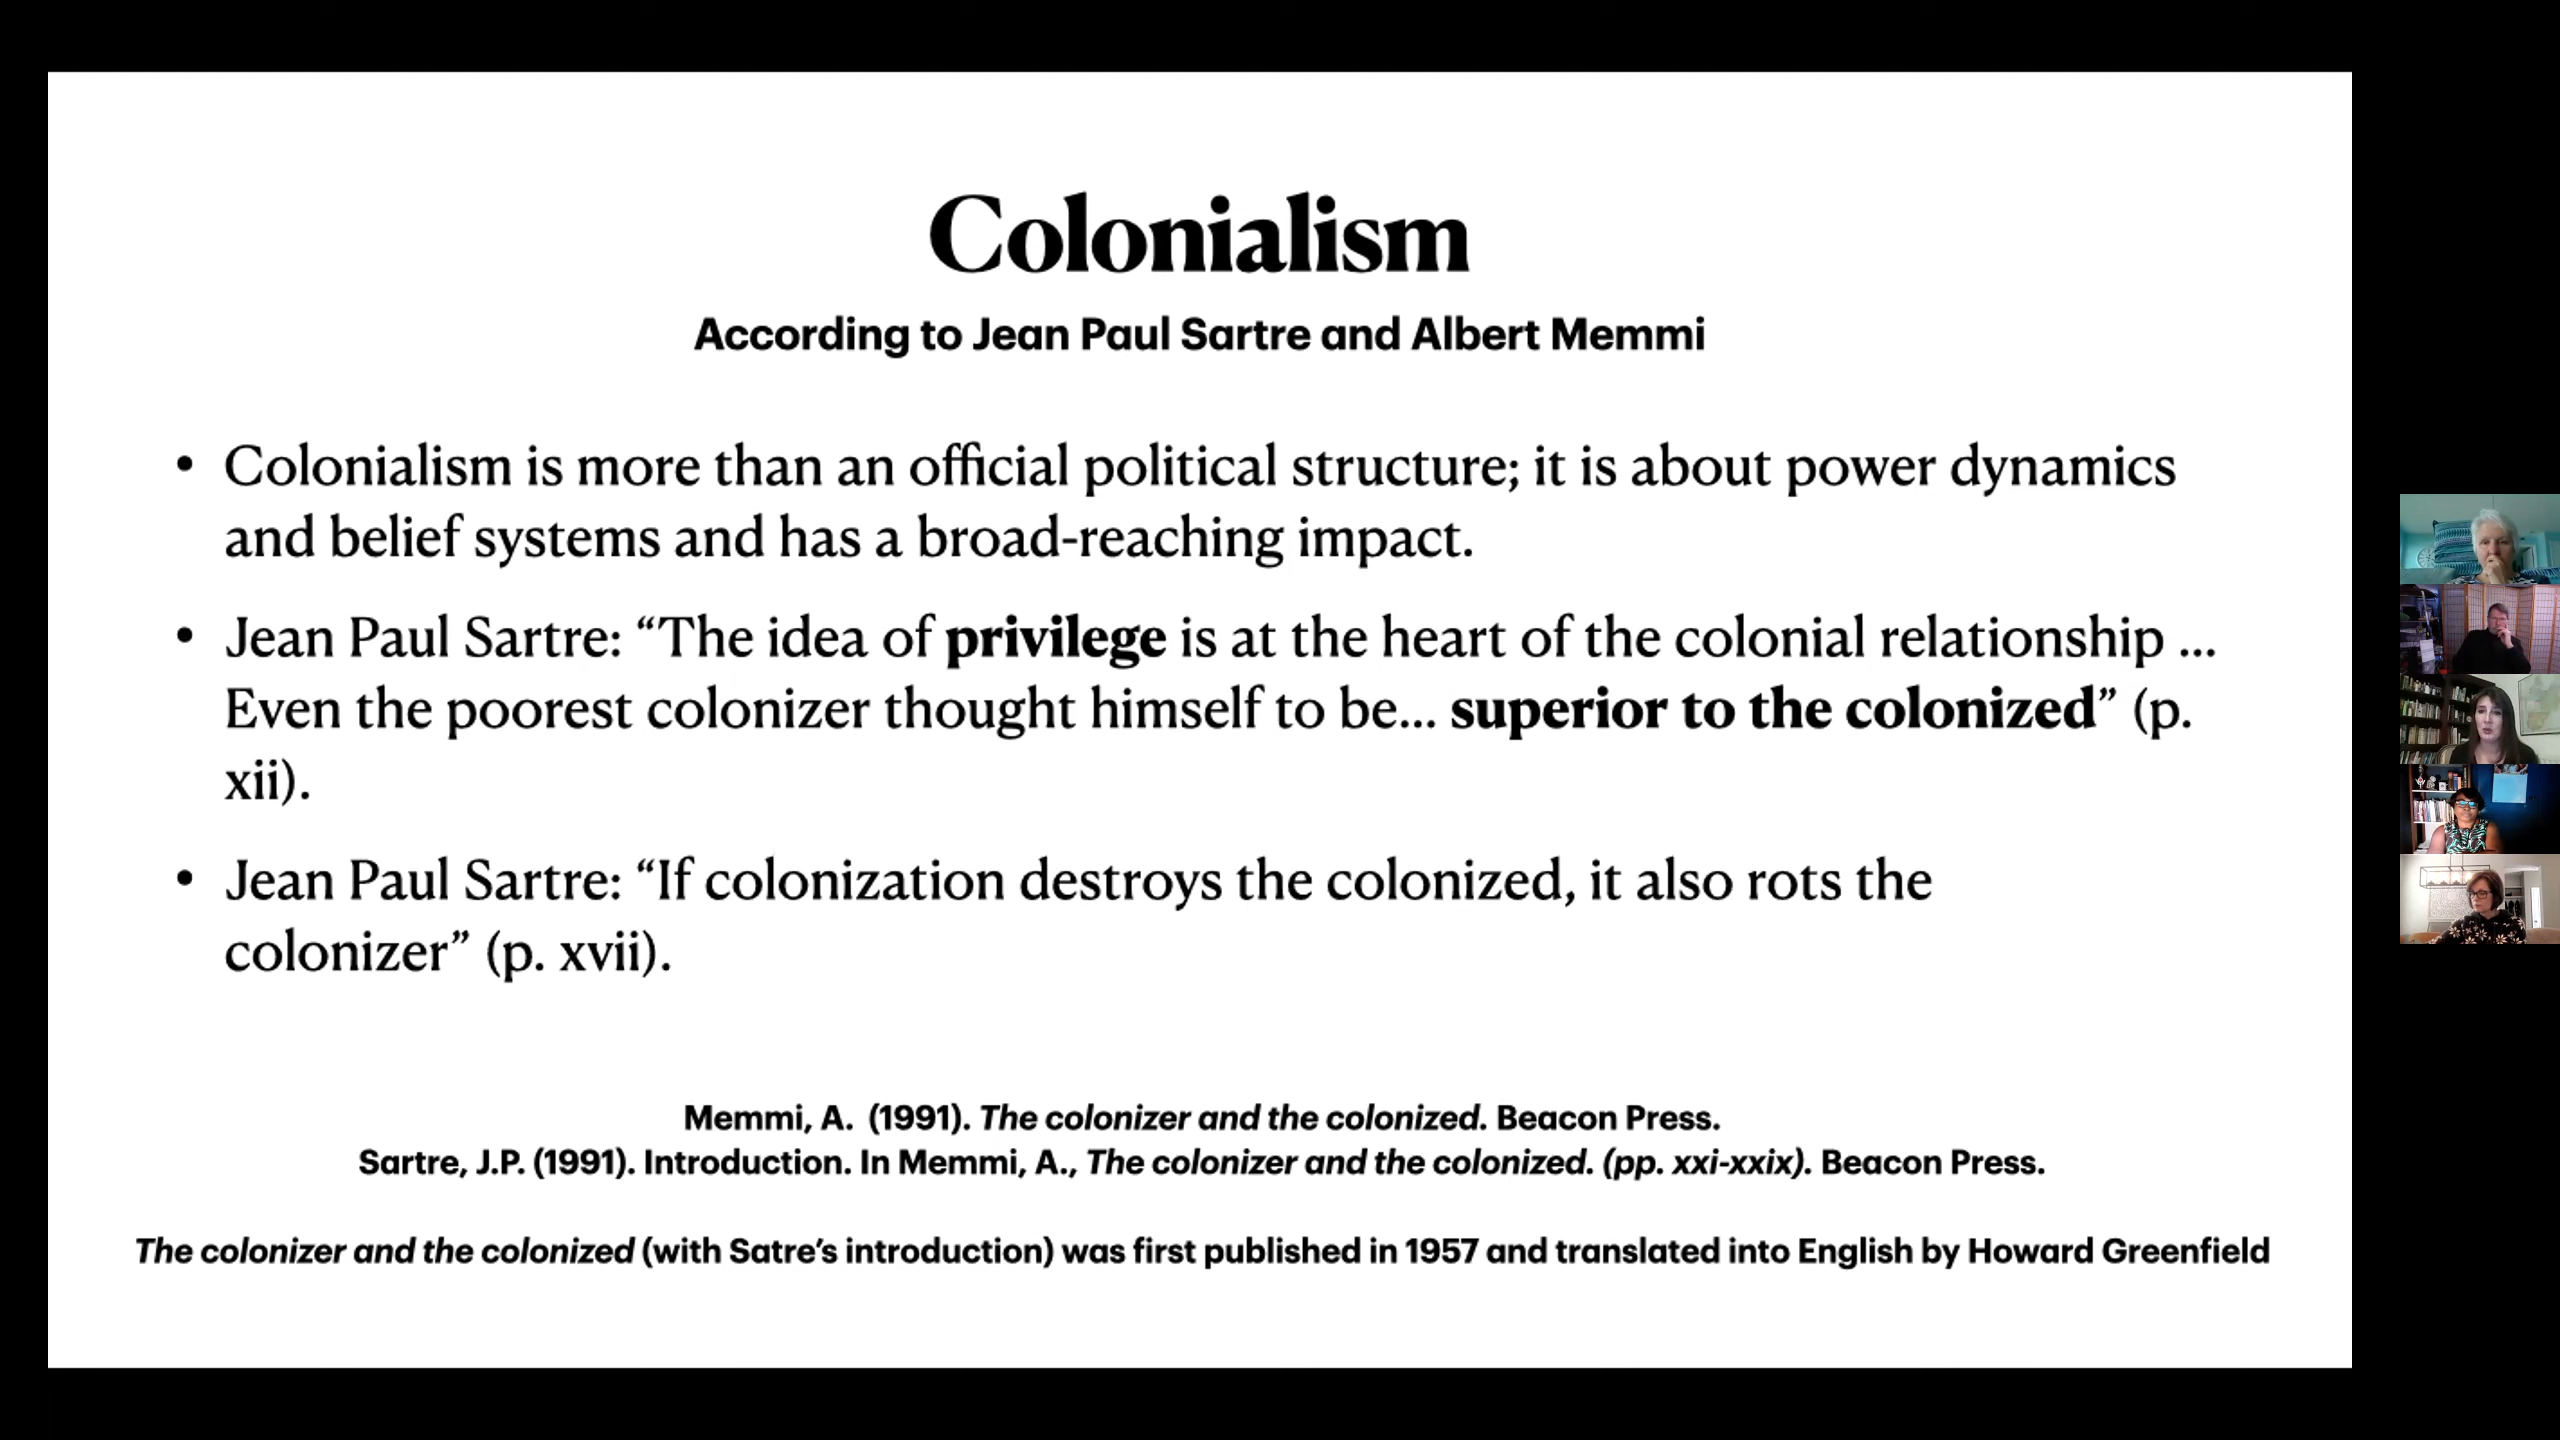 Colonialism
According to Jean Paul Sartre and Albert Memmi
• Colonialism is more than an official political structure; it is about power dynamics
and belief systems and has a broad-reaching impact.
• Jean Paul Sartre: “The idea of privilege is at the heart of the colonial relationship ...
Even the poorest colonizer thought himself to be... superior to the colonized” (p.
xii).
• Jean Paul Sartre: “If colonization destroys the colonized, it also rots the
colonizer” (p. xvii).
Memmi, A.  (1991). The colonizer and the colonized. Beacon Press.
Sartre, J.P. (1991). Introduction. In Memmi, A., The colonizer and the colonized. (pp. xxi-xxix). Beacon Press.
The colonizer and the colonized (with Satre’s introduction) was first published in 1957 and translated into English by Howard Greenfield